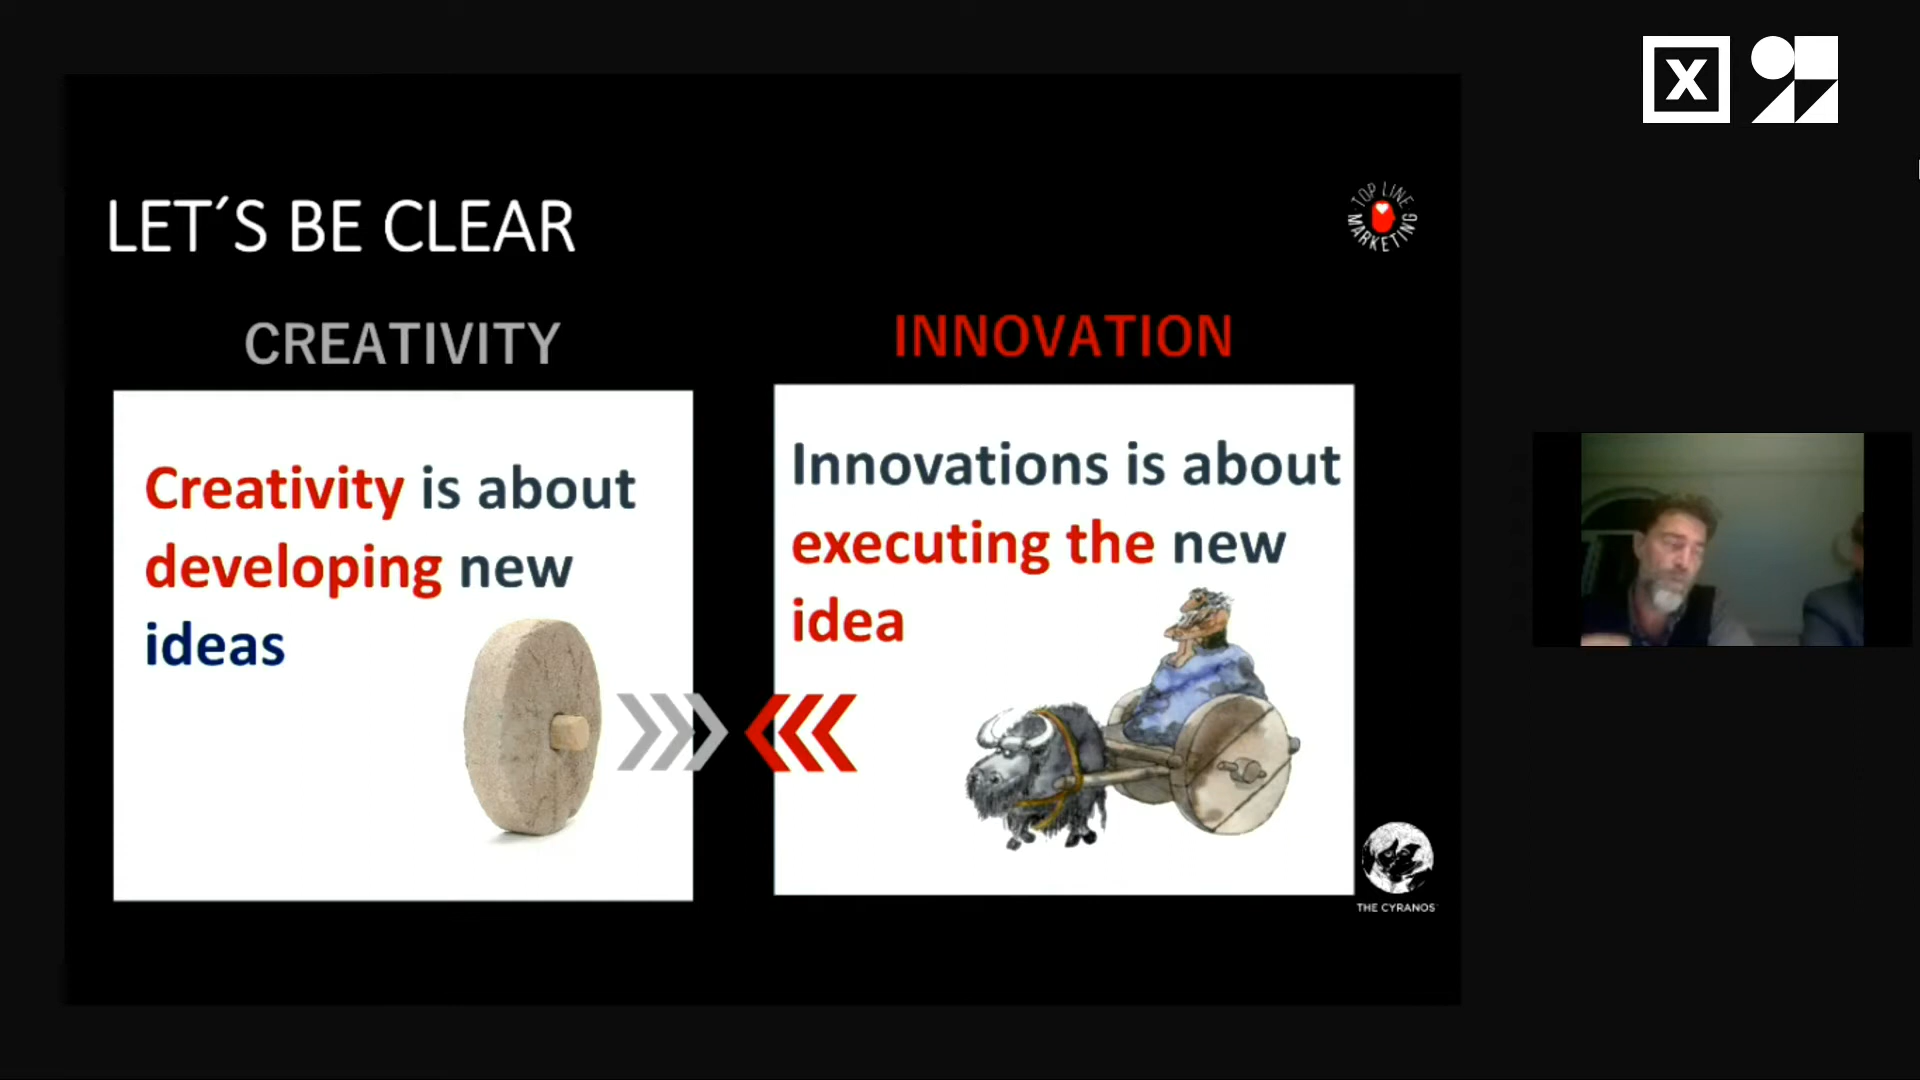 X
LET´S BE CLEAR
TOP LINE
MARKETING
CREATIVITY
INNOVATION
Creativity is about
developing new
ideas
Innovations is about
executing the new
idea
THE CYRANOS